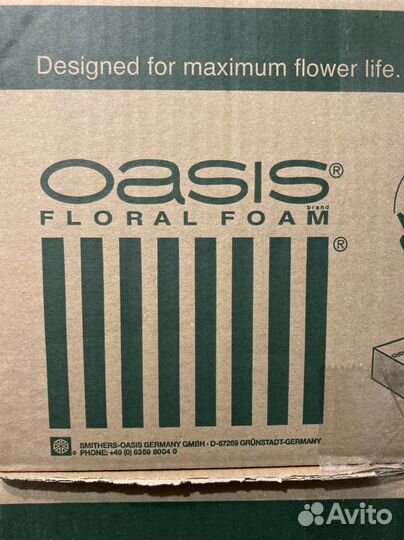 Designed for maximum flower life.
OASIS®
brand
FLORAL FOAM
®
SMITHERS-OASIS GERMANY GMBH · D-67269 GRÜNSTADT-GERMANY
® PHONE: +49 (0) 6359 8004 0
Avito